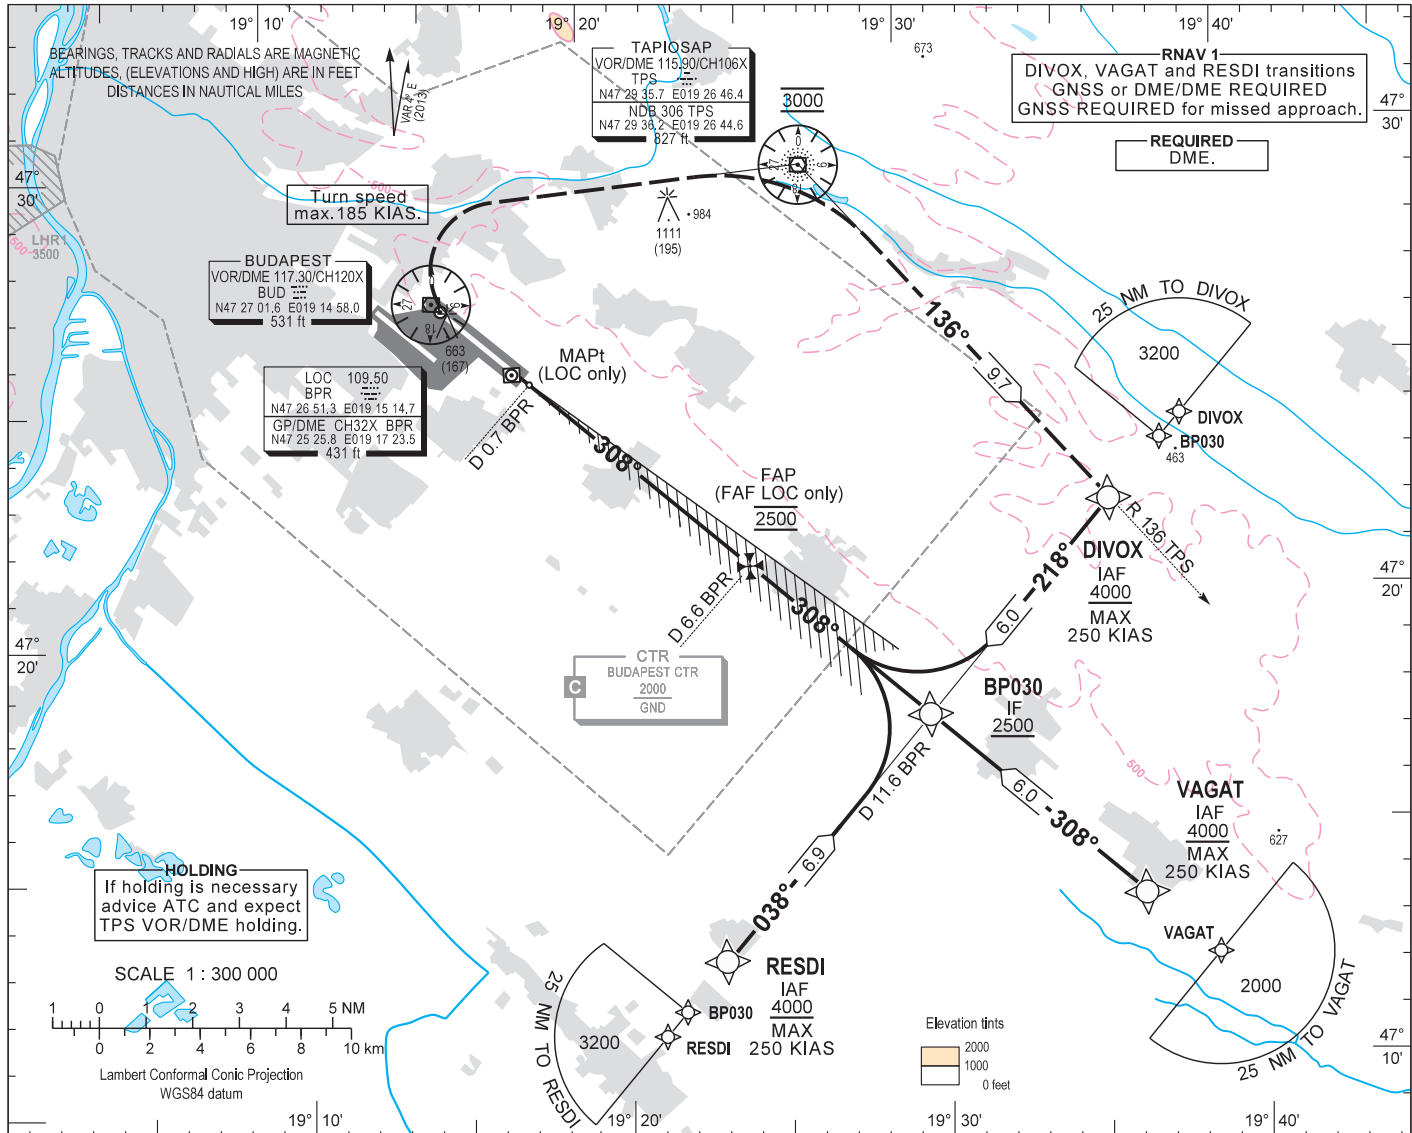 19° 10'
19° 20'
19° 30'
19° 40'
BEARINGS, TRACKS AND RADIALS ARE MAGNETIC
ALTITUDES, (ELEVATIONS AND HIGH) ARE IN FEET
DISTANCES IN NAUTICAL MILES
VAR 4° E
(2013)
TAPIOSAP
VOR/DME 115.90/CH106X
TPS
N47 29 35.7 E019 26 46.4
NDB 306 TPS
N47 29 36.2 E019 26 44.6
827 ft
3000
673
RNAV 1
DIVOX, VAGAT and RESDI transitions
GNSS or DME/DME REQUIRED
GNSS REQUIRED for missed approach.
47°
30'
REQUIRED
DME.
47°
30'
LHR1
3500
500
500
Turn speed
max.185 KIAS.
0
9
18
27
984
1111
(195)
BUDAPEST
VOR/DME 117.30/CH120X
BUD
N47 27 01.6 E019 14 58.0
531 ft
0
9
18
27
663
(167)
LOC 109.50
BPR
N47 26 51.3 E019 15 14.7
GP/DME CH32X BPR
N47 25 25.8 E019 17 23.5
431 ft
MAPt
(LOC only)
D 0.7 BPR
308°
136°
9.7
25 NM TO DIVOX
3200
DIVOX
BP030
463
FAP
(FAF LOC only)
2500
D 6.6 BPR
308°
R 136 TPS
DIVOX
IAF
4000
MAX
250 KIAS
218°
6.0
47°
20'
47°
20'
CTR
BUDAPEST CTR
C
2000
GND
BP030
IF
2500
D 11.6 BPR
500
6.0
308°
VAGAT
IAF
4000
MAX
250 KIAS
627
HOLDING
If holding is necessary
advice ATC and expect
TPS VOR/DME holding.
038°
6.9
RESDI
IAF
4000
MAX
250 KIAS
VAGAT
2000
25 NM TO VAGAT
SCALE 1 : 300 000
1 0 1 2 3 4 5 NM
0 2 4 6 8 10 km
Lambert Conformal Conic Projection
WGS84 datum
BP030
RESDI
3200
25 NM TO RESDI
Elevation tints
2000
1000
0 feet
47°
10'
19° 10'
19° 20'
19° 30'
19° 40'